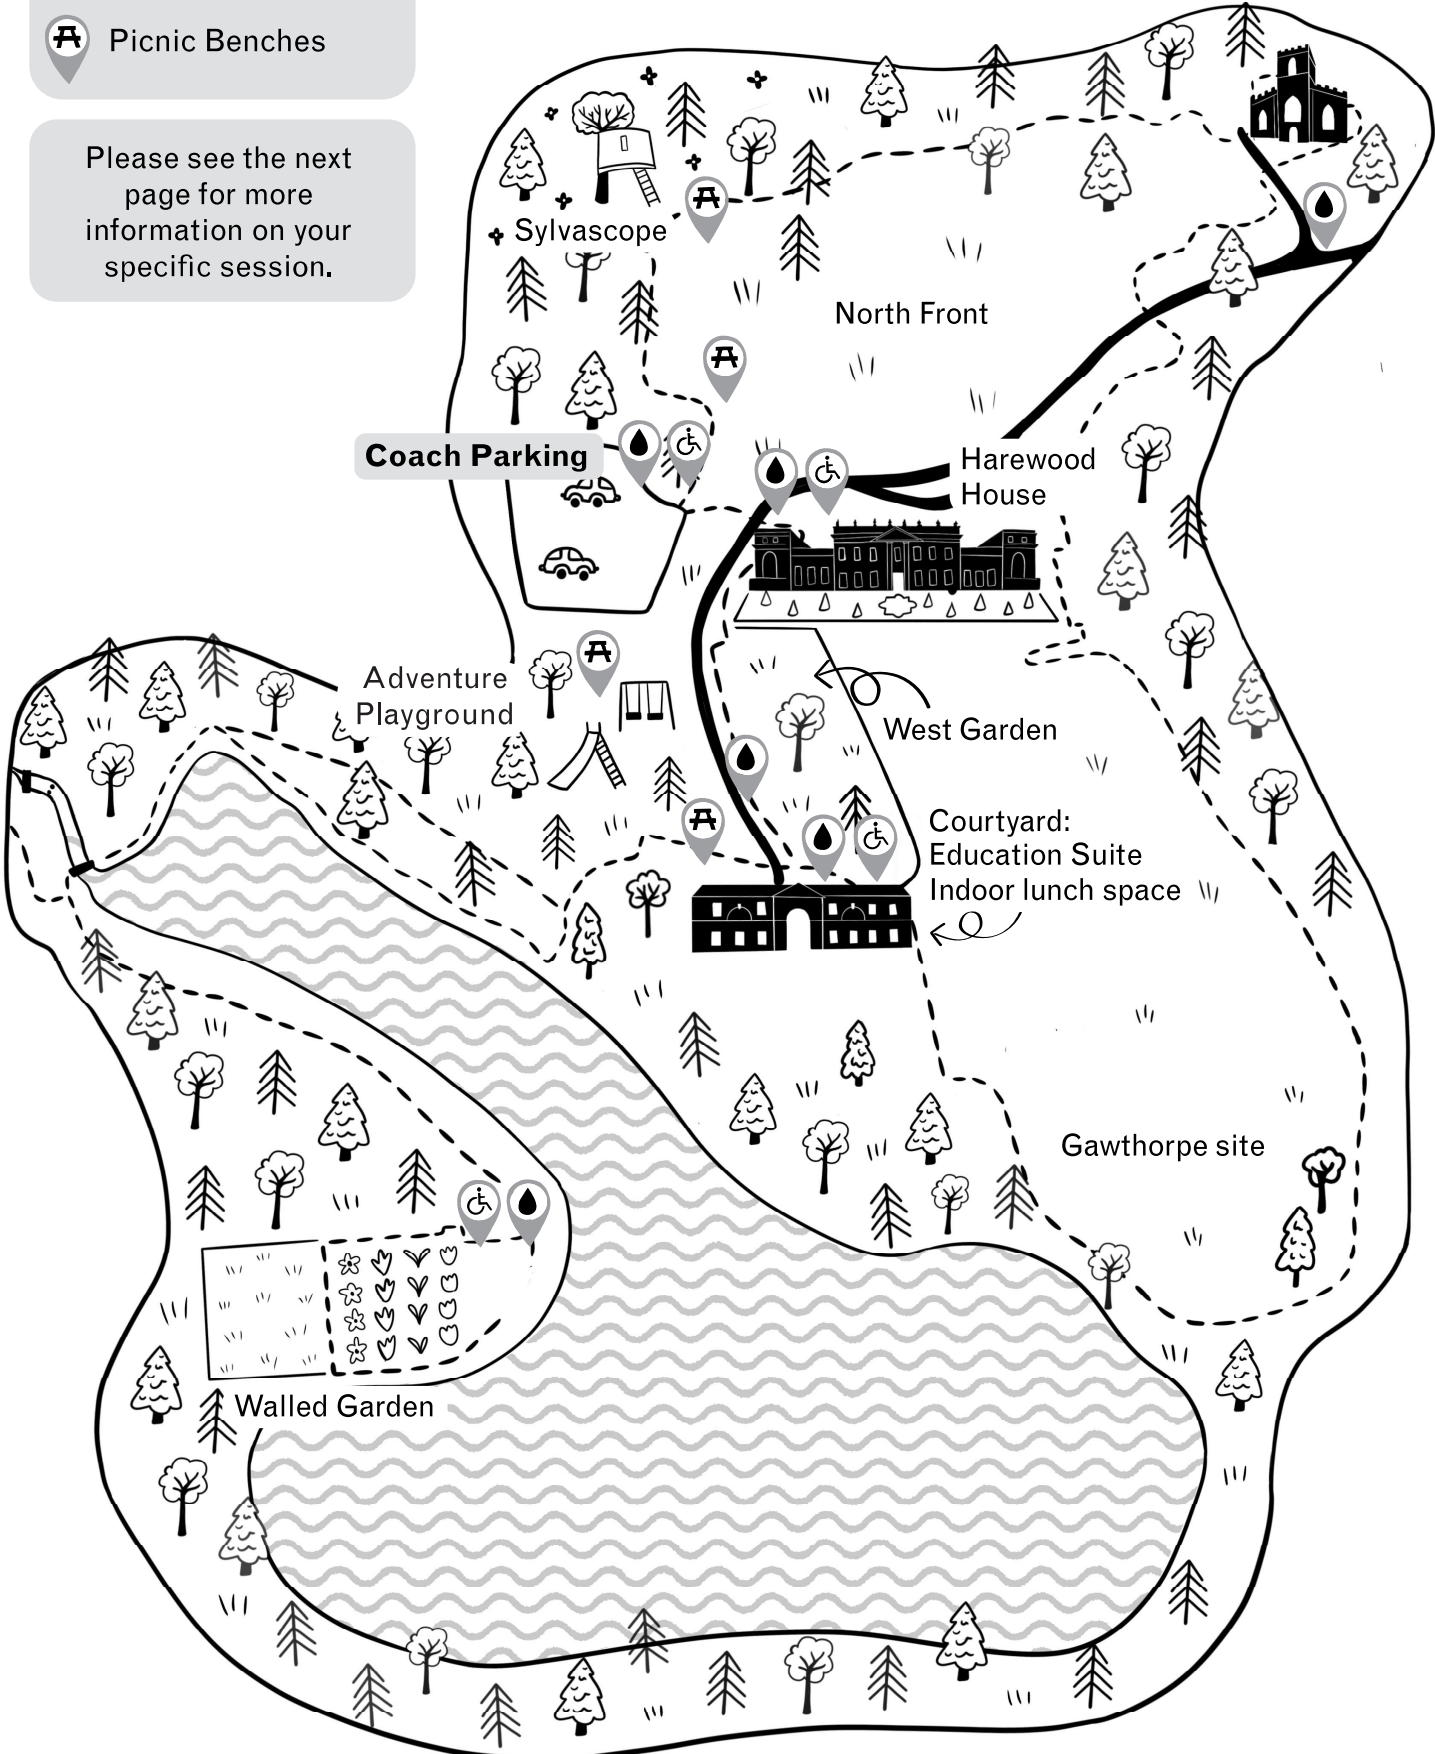 Picnic Benches
Please see the next
page for more
information on your
specific session.
Sylvascope
North Front
Coach Parking
Harewood
House
Adventure
Playground
West Garden
Courtyard:
Education Suite
Indoor lunch space
Gawthorpe site
Walled Garden